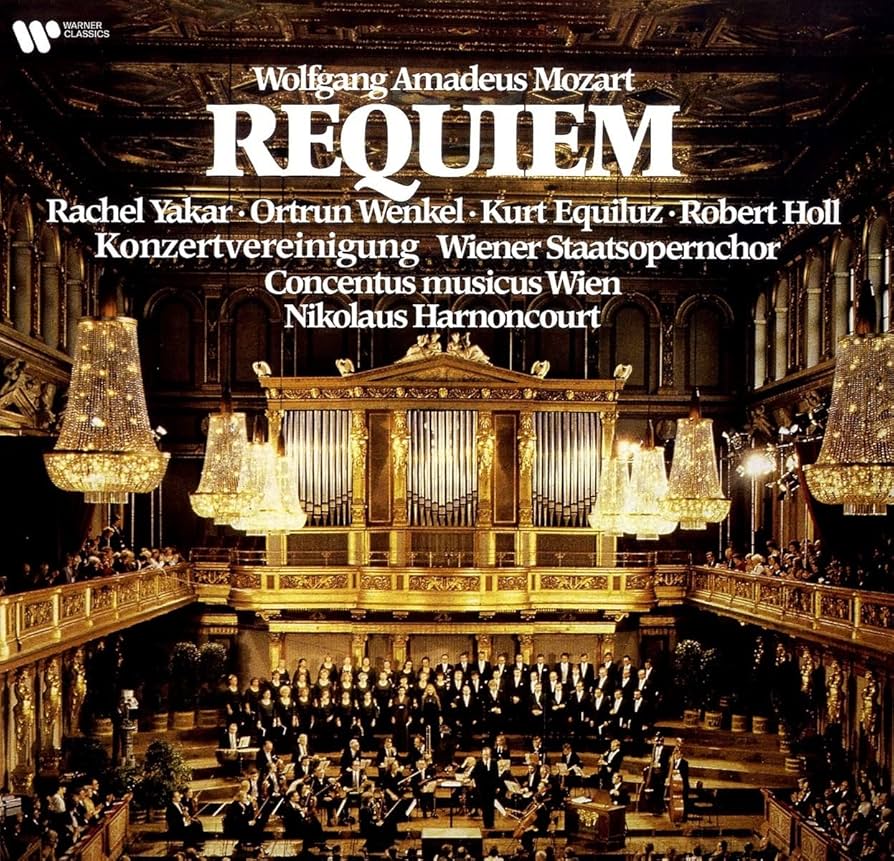 WARNER
CLASSICS
Wolfgang Amadeus Mozart
REQUIEM
Rachel Yakar · Ortrun Wenkel · Kurt Equiluz · Robert Holl
Konzertvereinigung Wiener Staatsopernchor
Concentus musicus Wien
Nikolaus Harnoncourt